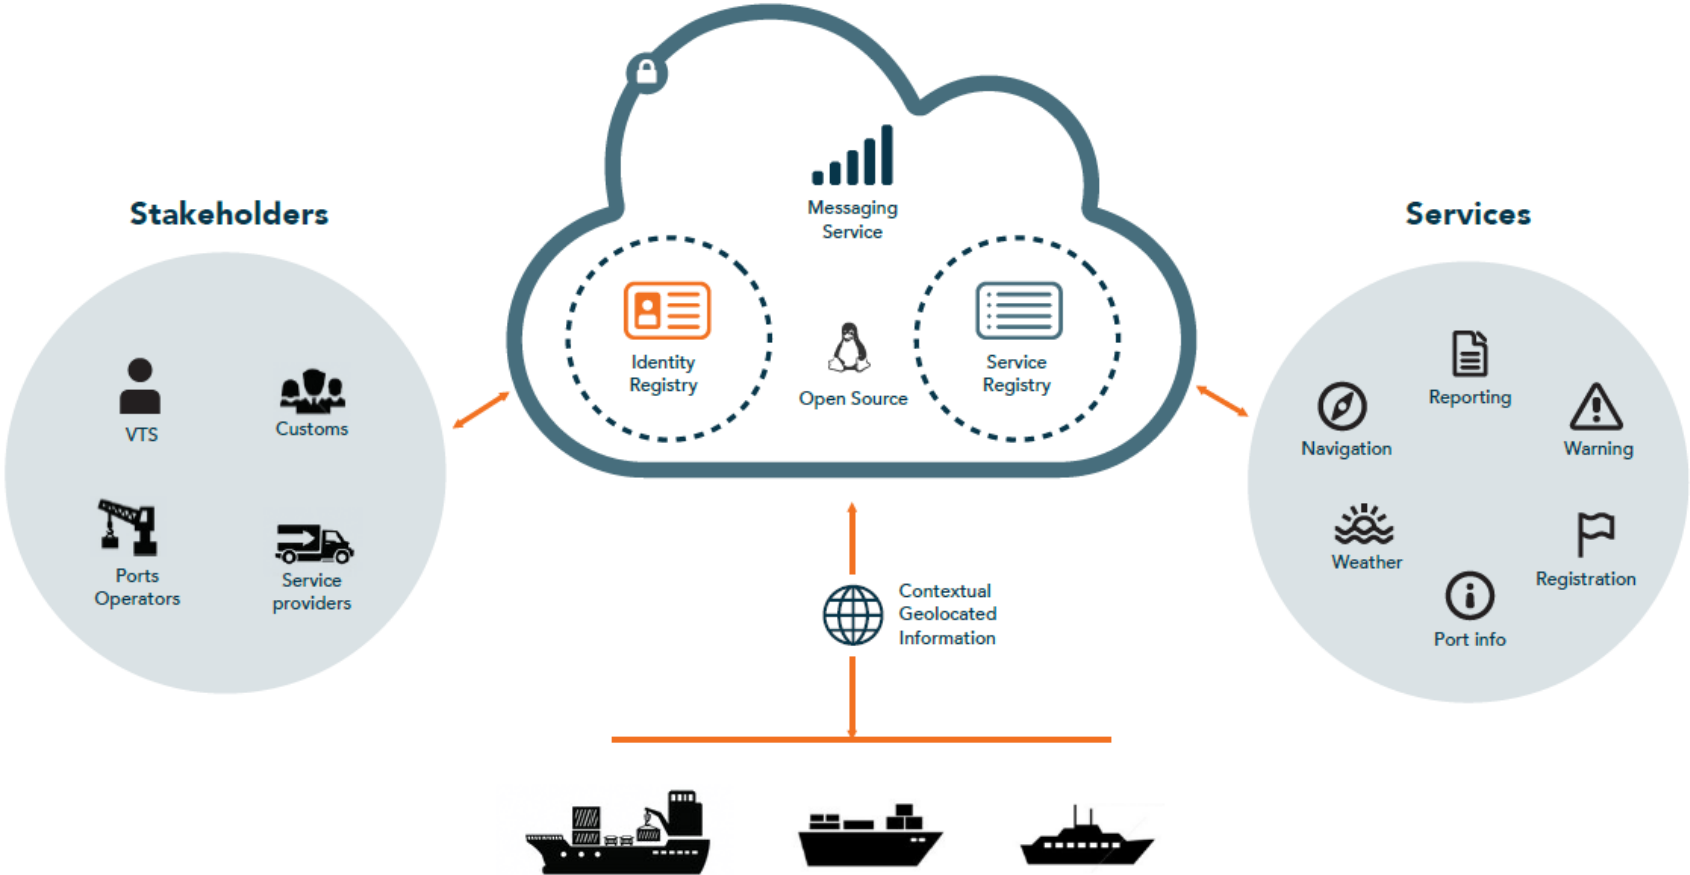 Messaging
Service
Stakeholders
Services
Identity
Registry
Open Source
Service
Registry
VTS
Customs
Ports
Operators
Service
providers
Reporting
Navigation
Warning
Weather
Registration
Port info
Contextual
Geolocated
Information